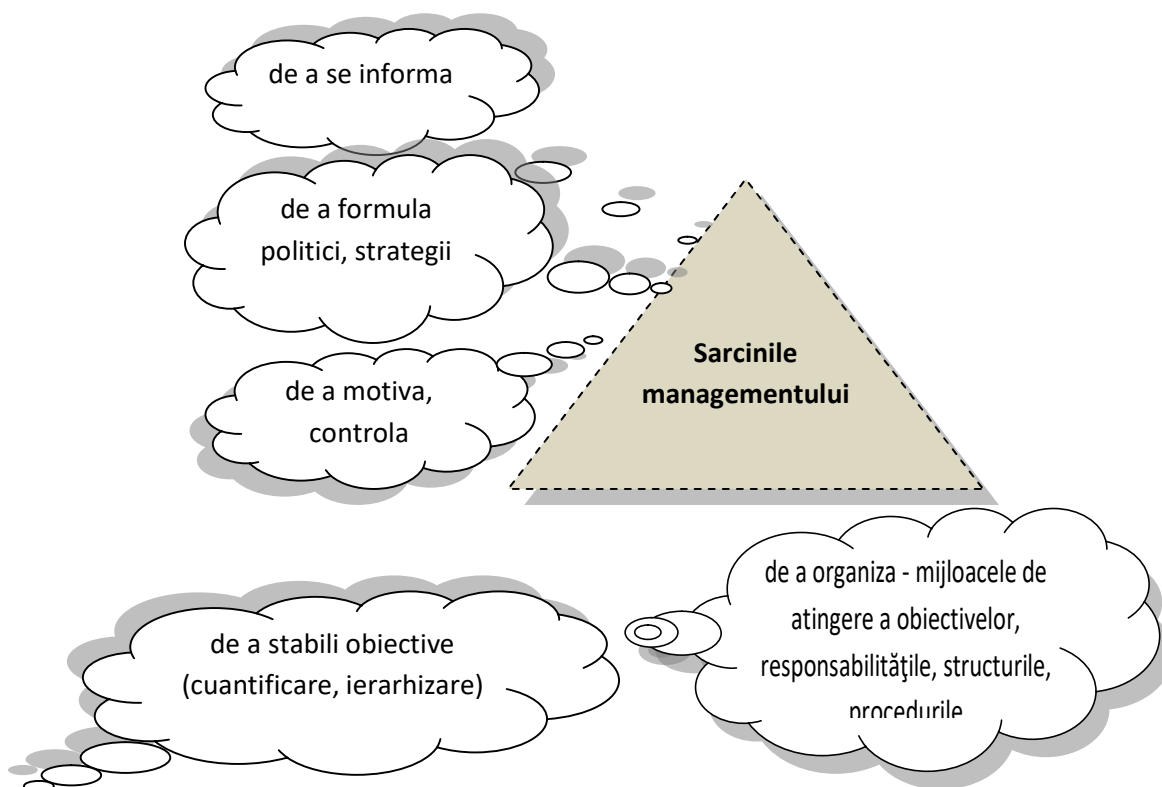 de a se informa
de a formula
politici, strategii
Sarcinile
managementului
de a motiva,
controla
de a organiza - mijloacele de
atingere a obiectivelor,
responsabilităţile, structurile,
procedurile
de a stabili obiective
(cuantificare, ierarhizare)